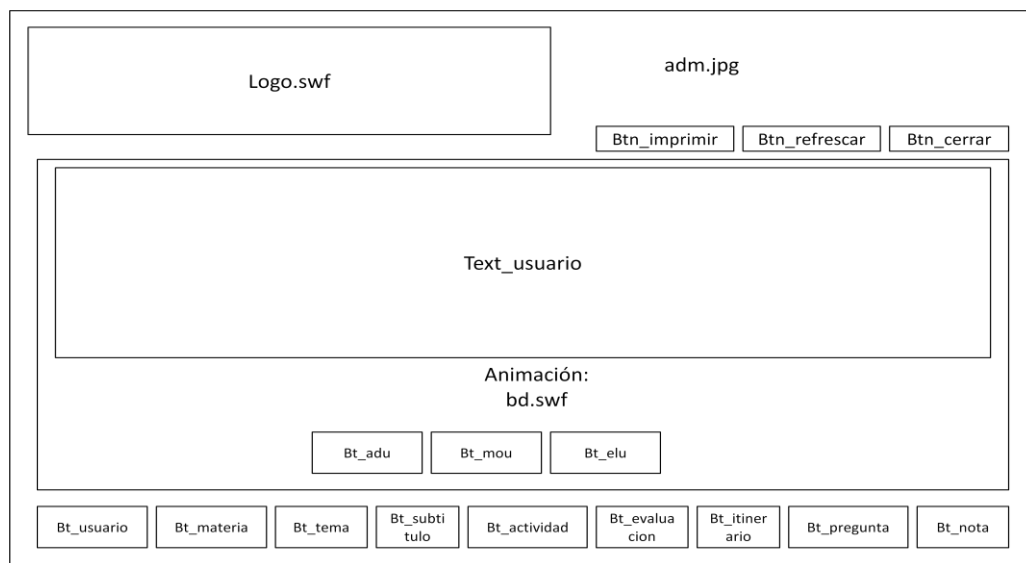 Logo.swf
adm.jpg
Btn_imprimir
Btn_refrescar
Btn_cerrar
Text_usuario
Animación:
bd.swf
Bt_adu
Bt_mou
Bt_elu
Bt_usuario
Bt_materia
Bt_tema
Bt_subti
tulo
Bt_actividad
Bt_evalua
cion
Bt_itiner
ario
Bt_pregunta
Bt_nota